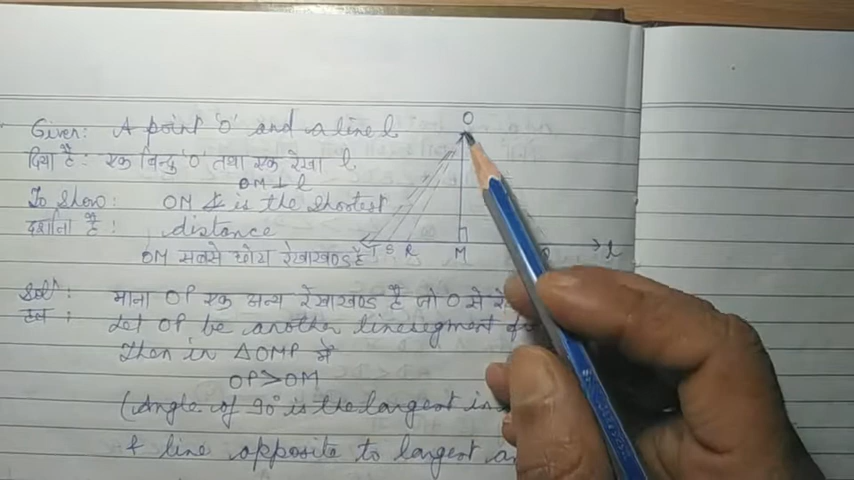 O
Given: A point 'O' and a line l
दिया है: एक बिन्दु 'O' तथा एक रेखा l
OM ⊥ l
To Show: OM is the shortest
दर्शाना है: distance
T S R M l
OM सबसे छोटा रेखाखण्ड है
Sol^n: माना OP एक अन्य रेखाखण्ड है जो O से
हल: Let OP be another linesegment
Then in ΔOMP में
OP>OM
(Angle of 90° is the largest in
& line opposite to largest